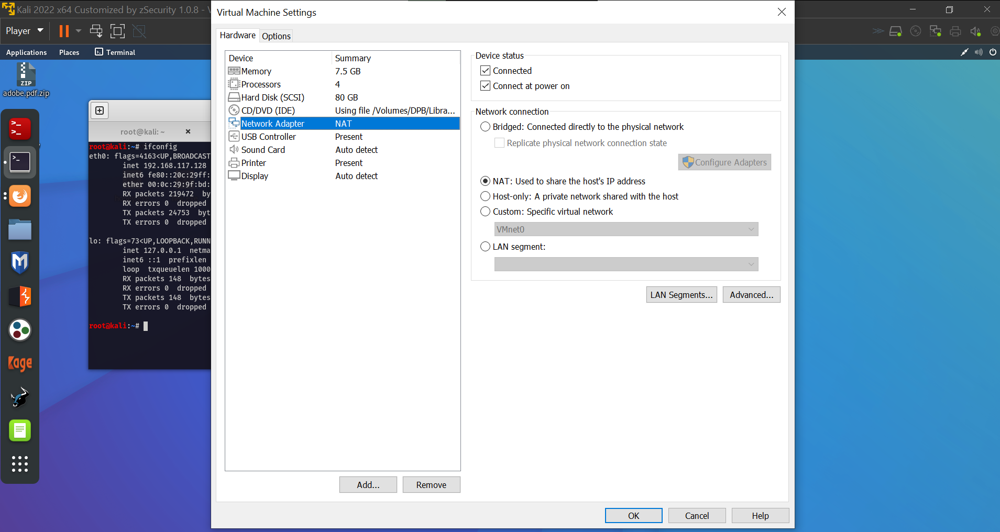 Kali 2022 x64 Customized by zSecurity 1.0.8 - V
Player
Applications Places Terminal
ZIP
adobe.pdf.zip
root@kali: ~
root@kali:~# ifconfig
eth0: flags=4163<UP,BROADCAST
inet 192.168.117.128
inet6 fe80::20c:29ff:
ether 00:0c:29:9f:bd:
RX packets 219472 by
RX errors 0 dropped
TX packets 24753 byt
TX errors 0 dropped
lo: flags=73<UP,LOOPBACK,RUNN
inet 127.0.0.1 netma
inet6 ::1 prefixlen
loop txqueuelen 1000
RX packets 148 bytes
RX errors 0 dropped
TX packets 148 bytes
TX errors 0 dropped
root@kali:~#
Kage
Virtual Machine Settings
Hardware Options
Device Summary
Memory 7.5 GB
Processors 4
Hard Disk (SCSI) 80 GB
CD/DVD (IDE) Using file /Volumes/DPB/Libra...
Network Adapter NAT
USB Controller Present
Sound Card Auto detect
Printer Present
Display Auto detect
Add... Remove
Device status
Connected
Connect at power on
Network connection
Bridged: Connected directly to the physical network
Replicate physical network connection state
Configure Adapters
NAT: Used to share the host's IP address
Host-only: A private network shared with the host
Custom: Specific virtual network
VMnet0
LAN segment:
LAN Segments... Advanced...
OK Cancel Help